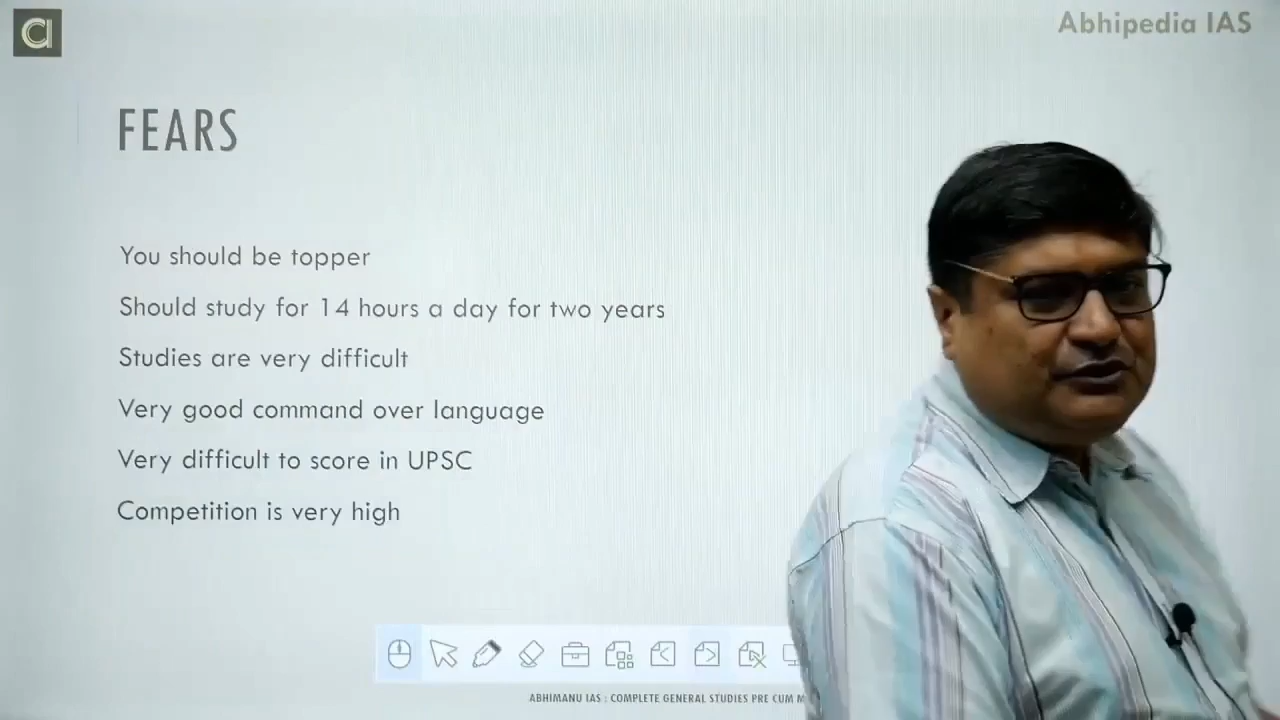 Abhipedia IAS
FEARS
You should be topper
Should study for 14 hours a day for two years
Studies are very difficult
Very good command over language
Very difficult to score in UPSC
Competition is very high
ABHIMANU IAS : COMPLETE GENERAL STUDIES PRE CUM M